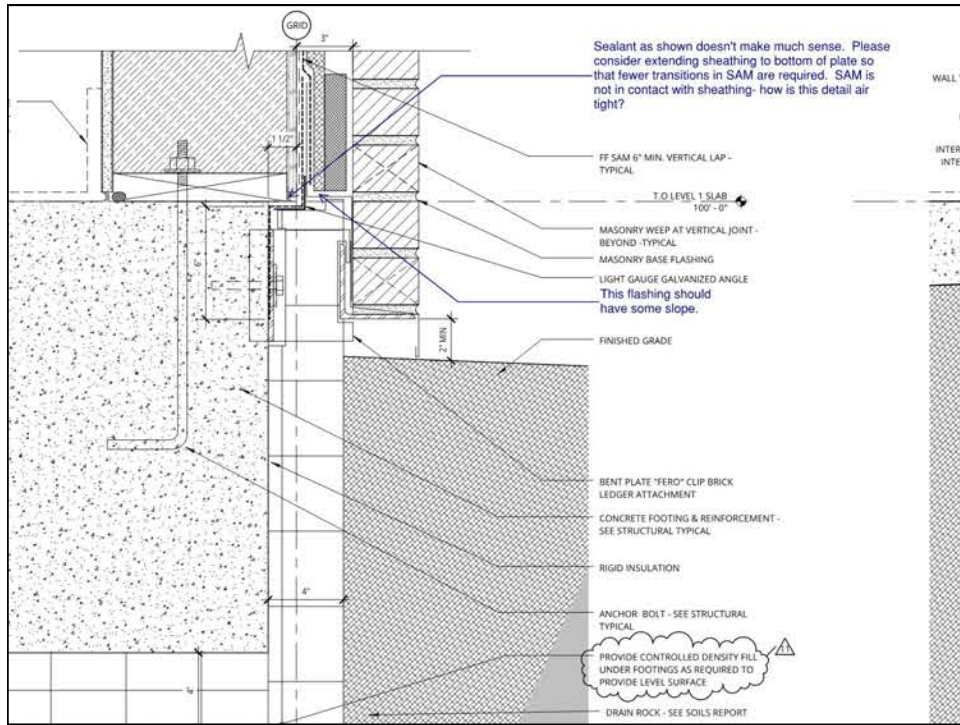 GRID
3"
Sealant as shown doesn't make much sense. Please
consider extending sheathing to bottom of plate so
that fewer transitions in SAM are required. SAM is
not in contact with sheathing- how is this detail air
tight?
WALL
1 1/2"
INTER
INTE
FF SAM 6" MIN. VERTICAL LAP -
TYPICAL
T.O LEVEL 1 SLAB
100' - 0"
MASONRY WEEP AT VERTICAL JOINT -
BEYOND -TYPICAL
MASONRY BASE FLASHING
LIGHT GAUGE GALVANIZED ANGLE
6"
This flashing should
have some slope.
2" MIN
FINISHED GRADE
BENT PLATE "FERO" CLIP BRICK
LEDGER ATTACHMENT
CONCRETE FOOTING & REINFORCEMENT -
SEE STRUCTURAL TYPICAL
RIGID INSULATION
4"
ANCHOR BOLT - SEE STRUCTURAL
TYPICAL
11
PROVIDE CONTROLLED DENSITY FILL
UNDER FOOTINGS AS REQUIRED TO
PROVIDE LEVEL SURFACE
4"
DRAIN ROCK - SEE SOILS REPORT